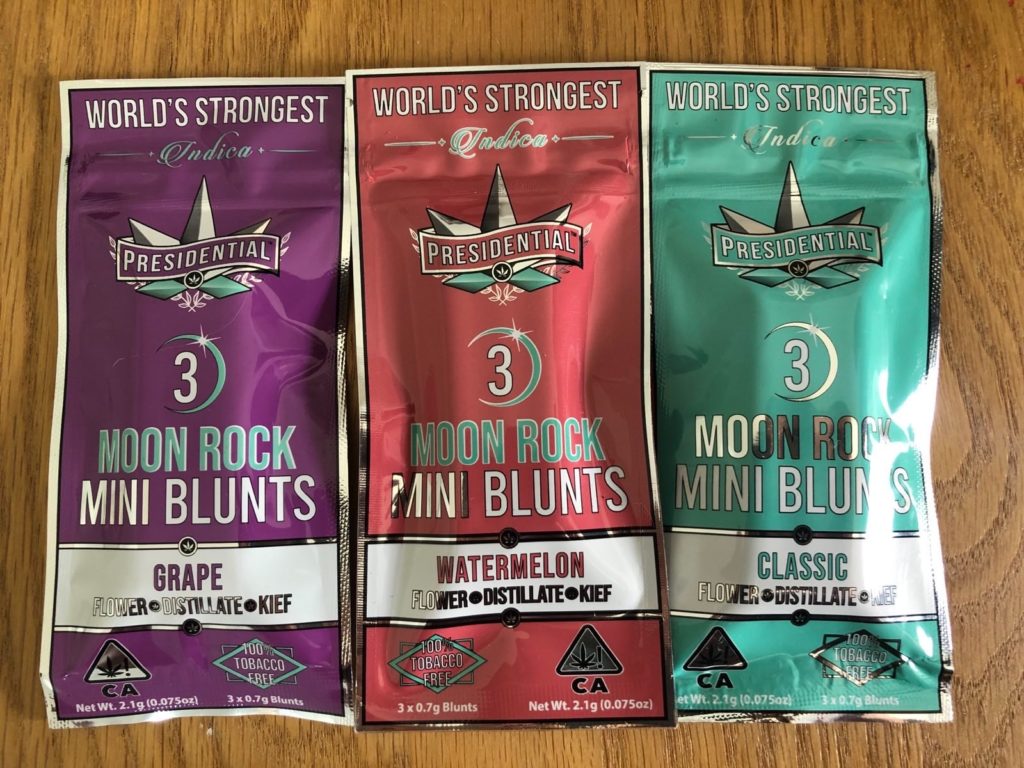 WORLD'S STRONGEST
Indica
PRESIDENTIAL
3
MOON ROCK
MINI BLUNTS
GRAPE
FLOWER DISTILLATE KIEF
CA
100%
TOBACCO
FREE
Net Wt. 2.1g (0.075oz)
3 x 0.7g Blunts
WORLD'S STRONGEST
Indica
PRESIDENTIAL™
3
MOON ROCK
MINI BLUNTS
WATERMELON
FLOWER DISTILLATE KIEF
100%
TOBACCO
FREE
CA
3 x 0.7g Blunts
Net Wt. 2.1g (0.075oz)
WORLD'S STRONGEST
Indica
PRESIDENTIAL
3
MOON ROCK
MINI BLUNTS
CLASSIC
FLOWER DISTILLATE KIEF
CA
100%
TOBACCO
FREE
Net Wt. 2.1g (0.075oz)
3 x 0.7g Blunts